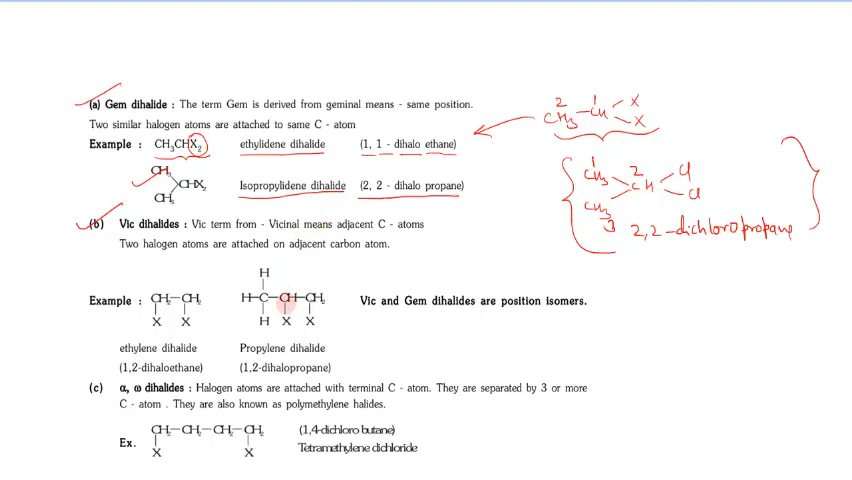 (a) Gem dihalide : The term Gem is derived from geminal means - same position.
Two similar halogen atoms are attached to same C - atom
Example : CH3CHX2 ethylidene dihalide (1, 1 - dihalo ethane)
CH3
CHX2 Isopropylidene dihalide (2, 2 - dihalo propane)
CH3
2 1 X
CH3 - CH
X
1 2 Cl
CH3 CH
Cl
CH3
3 2,2-dichloropropane
(b) Vic dihalides : Vic term from - Vicinal means adjacent C - atoms
Two halogen atoms are attached on adjacent carbon atom.
H
Example : CH2—CH2 H—C—CH—CH2 Vic and Gem dihalides are position isomers.
X X H X X
ethylene dihalide Propylene dihalide
(1,2-dihaloethane) (1,2-dihalopropane)
(c) α, ω dihalides : Halogen atoms are attached with terminal C - atom. They are separated by 3 or more
C - atom . They are also known as polymethylene halides.
CH2—CH2—CH2—CH2 (1,4-dichloro butane)
Ex. X X Tetramethylene dichloride